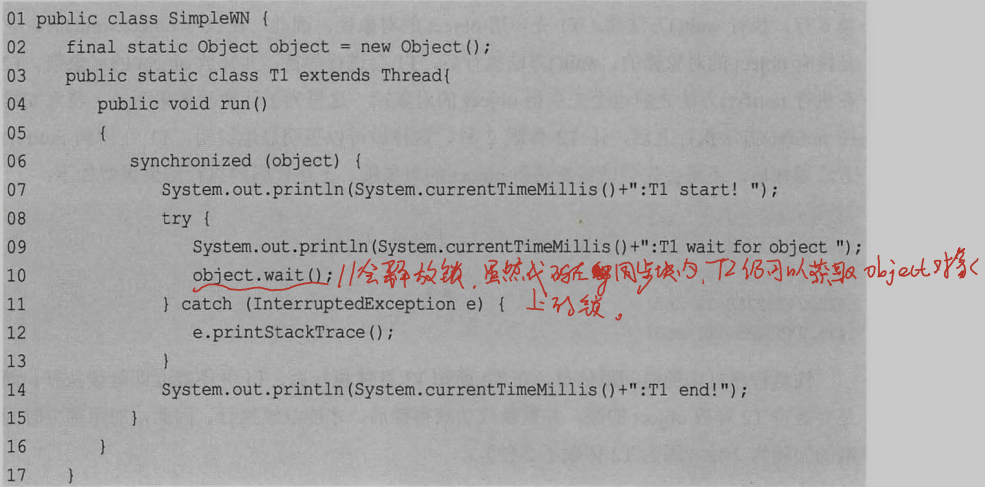 01 public class SimpleWN {
02    final static Object object = new Object();
03    public static class T1 extends Thread{
04       public void run()
05       {
06          synchronized (object) {
07             System.out.println(System.currentTimeMillis()+":T1 start! ");
08             try {
09                System.out.println(System.currentTimeMillis()+":T1 wait for object ");
10                object.wait(); //会释放锁,虽然代码在同步块内,T2仍可以获取object对象
11             } catch (InterruptedException e) { 上的锁。
12                e.printStackTrace();
13             }
14             System.out.println(System.currentTimeMillis()+":T1 end!");
15          }
16       }
17    }